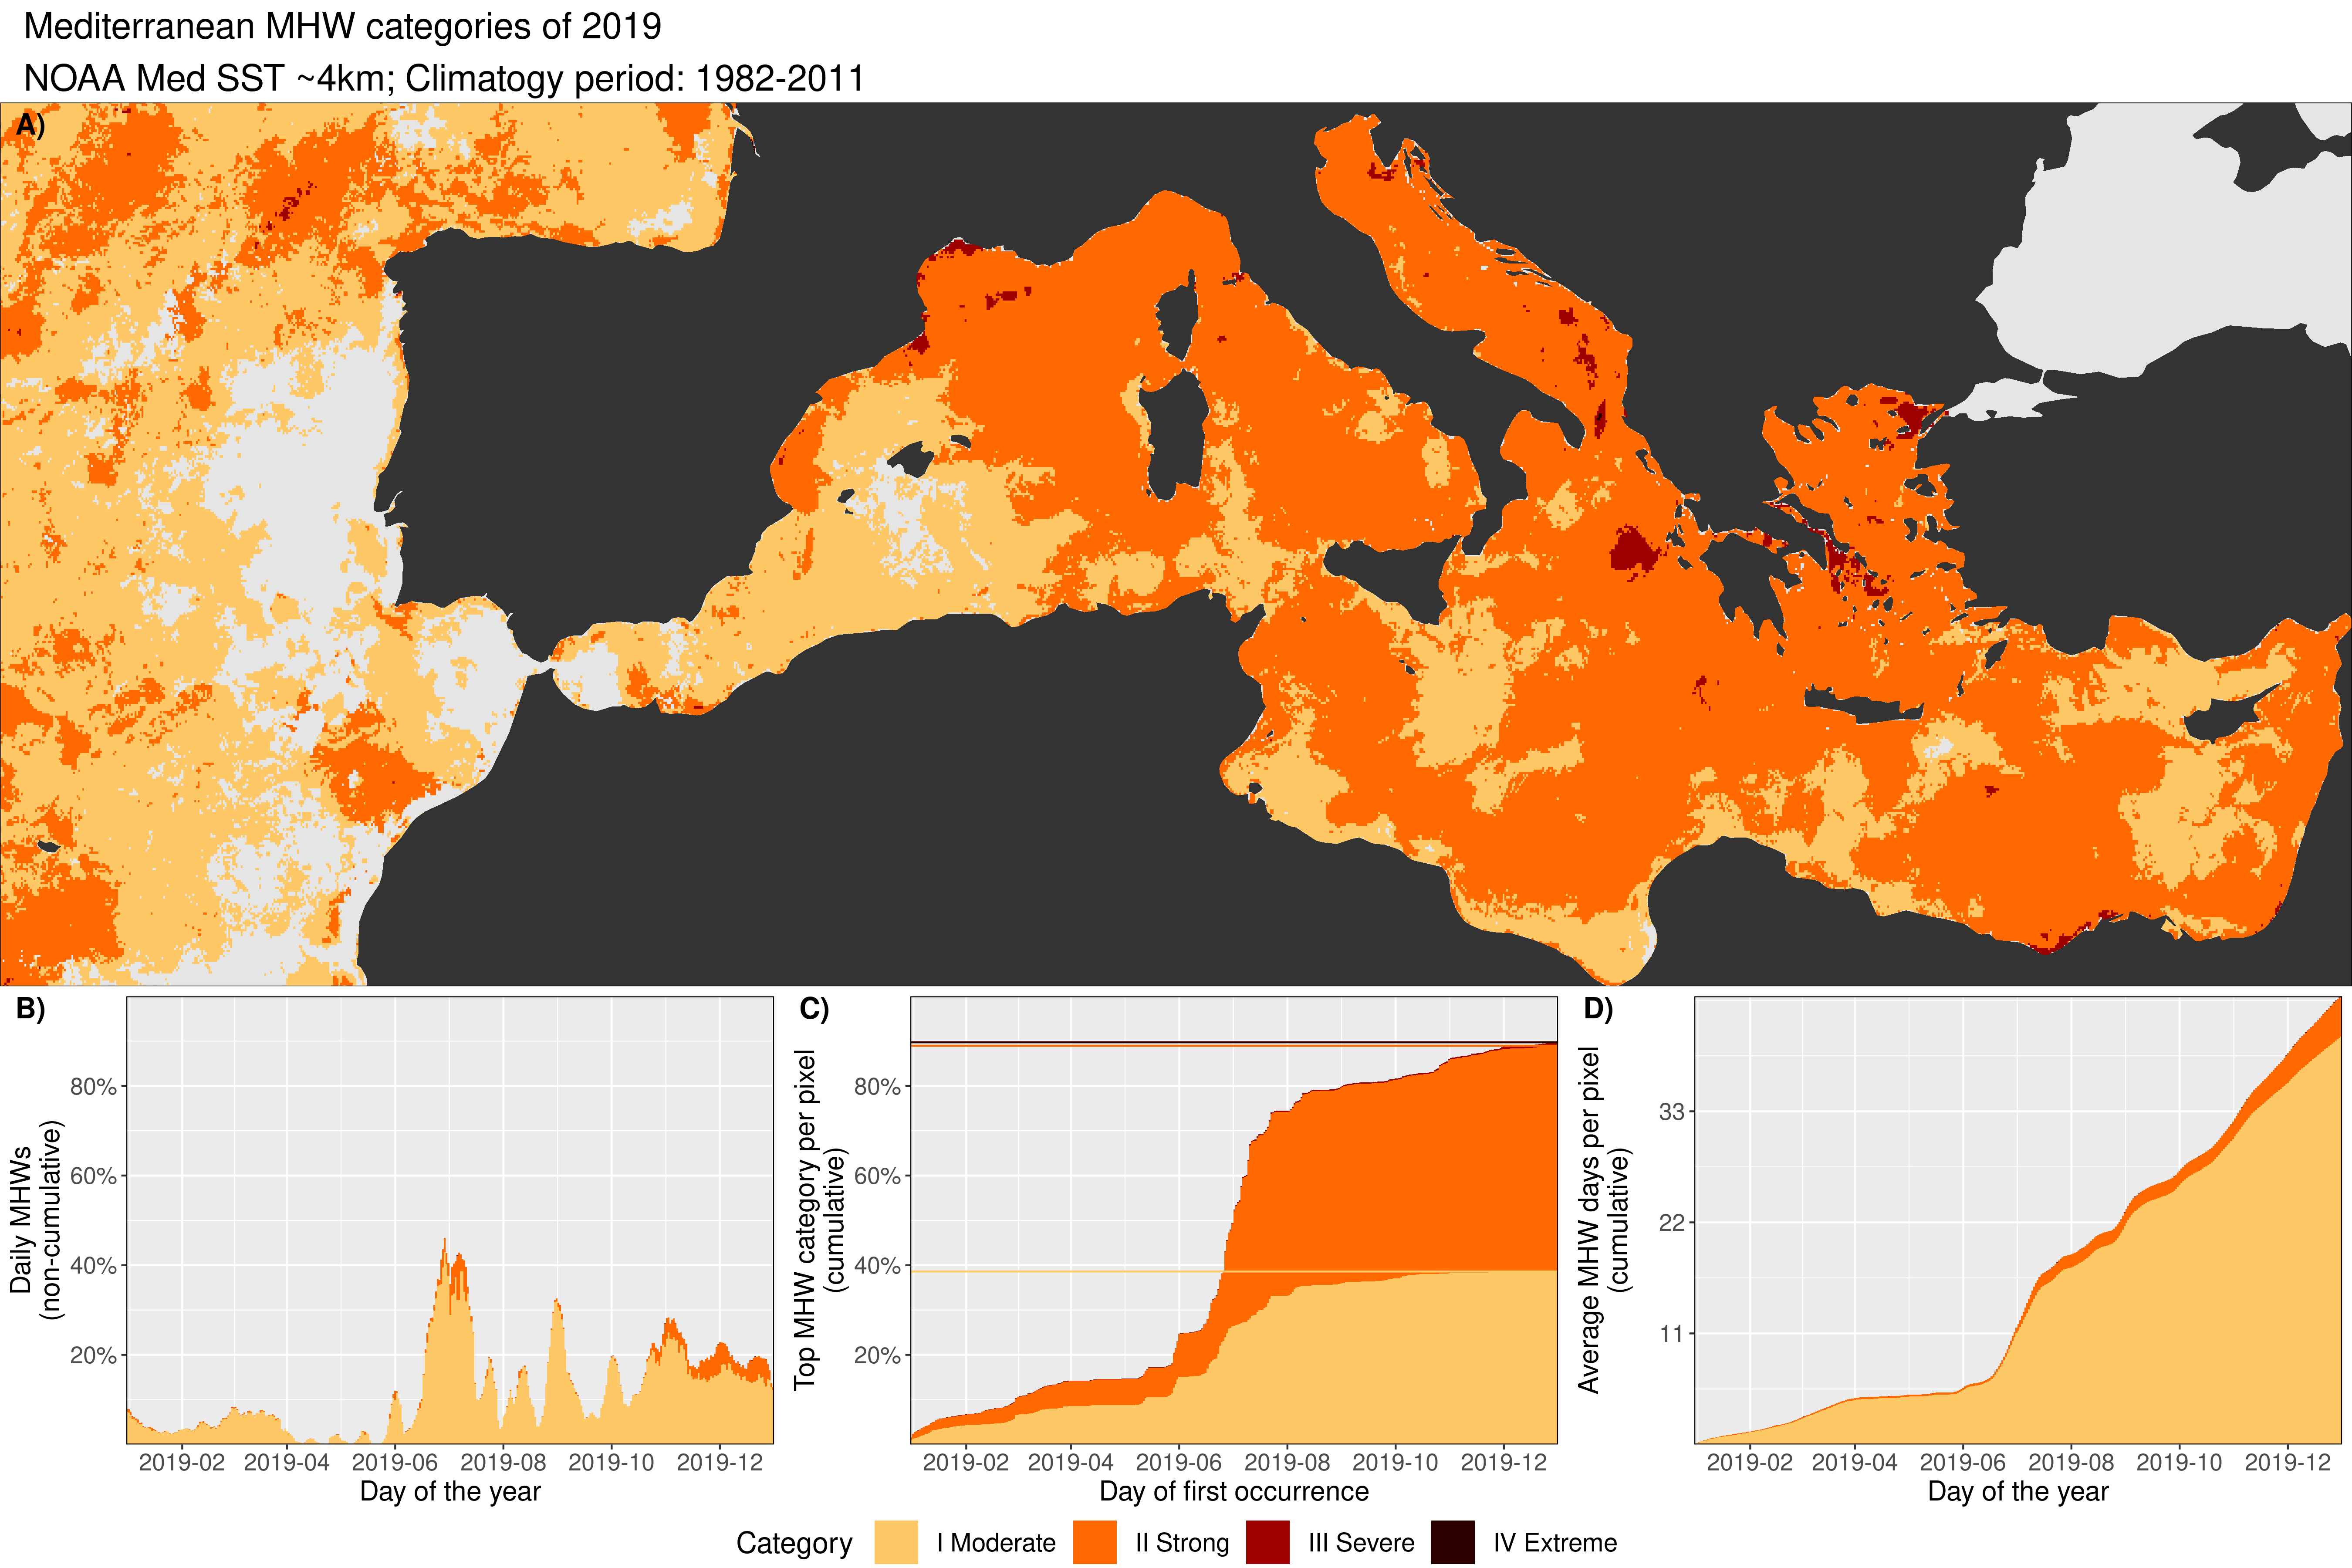 Mediterranean MHW categories of 2019
NOAA Med SST ~4km; Climatogy period: 1982-2011
A)
B)
Daily MHWs
(non-cumulative)
80%
60%
40%
20%
2019-02 2019-04 2019-06 2019-08 2019-10 2019-12
Day of the year
C)
Top MHW category per pixel
(cumulative)
80%
60%
40%
20%
2019-02 2019-04 2019-06 2019-08 2019-10 2019-12
Day of first occurrence
D)
Average MHW days per pixel
(cumulative)
33
22
11
2019-02 2019-04 2019-06 2019-08 2019-10 2019-12
Day of the year
Category I Moderate II Strong III Severe IV Extreme